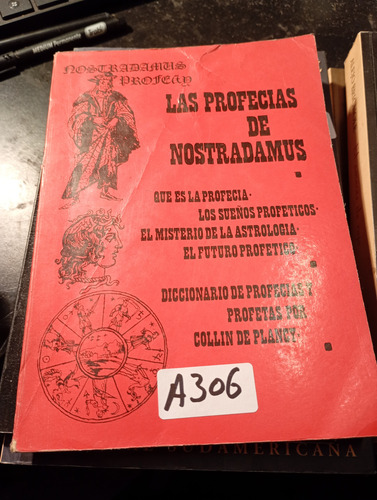 NOSTRADAMUS
PROFECY
LAS PROFECIAS
DE
NOSTRADAMUS
QUE ES LA PROFECIA·
LOS SUEÑOS PROFETICOS·
EL MISTERIO DE LA ASTROLOGIA·
EL FUTURO PROFETICO·
DICCIONARIO DE PROFECIAS Y
PROFETAS POR
COLLIN DE PLANCY·
A306
SUDAMERICANA